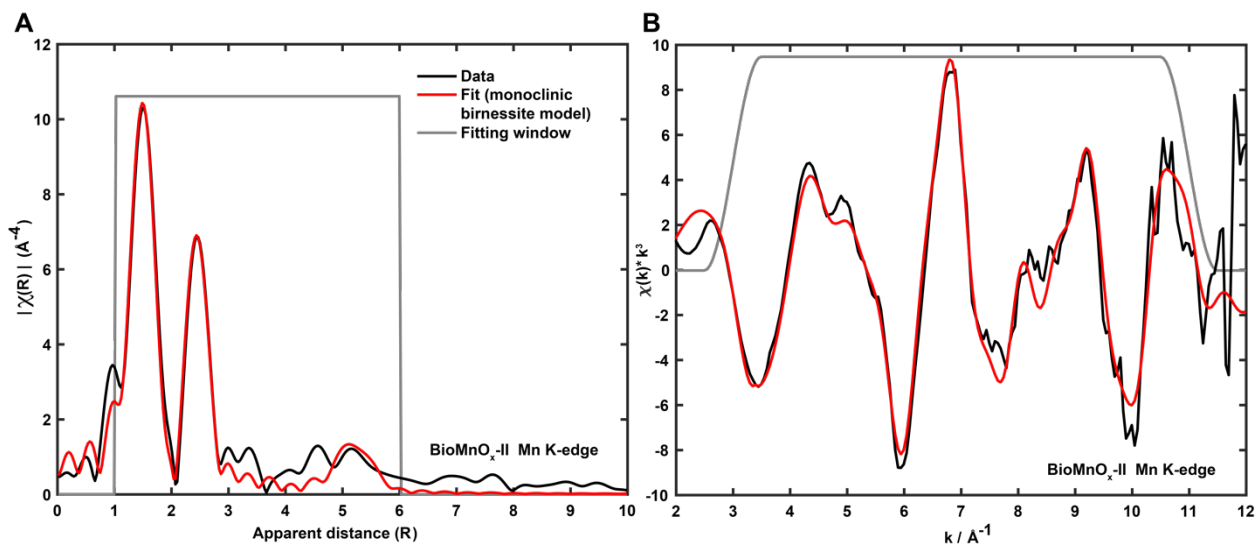 A
12
10
8
6
4
2
0
|χ(R)| (Å⁻⁴)
Data
Fit (monoclinic
birnessite model)
Fitting window
BioMnOₓ-II Mn K-edge
0 1 2 3 4 5 6 7 8 9 10
Apparent distance (R)
B
10
8
6
4
2
0
-2
-4
-6
-8
-10
χ(k)* k³
BioMnOₓ-II Mn K-edge
2 3 4 5 6 7 8 9 10 11 12
k / Å⁻¹